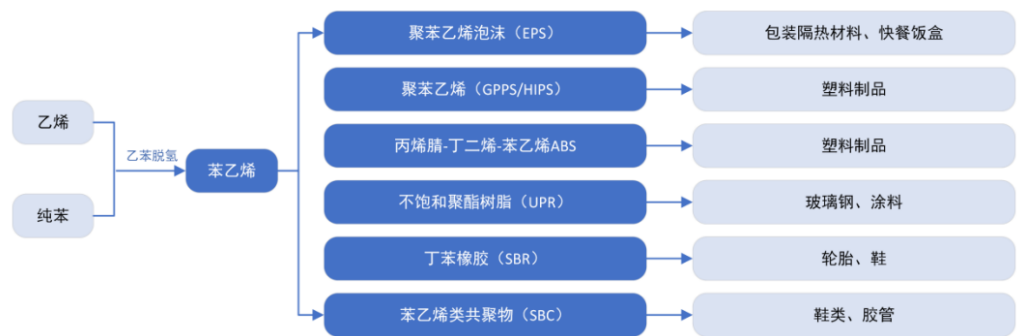 聚苯乙烯泡沫（EPS）
包装隔热材料、快餐饭盒
聚苯乙烯（GPPS/HIPS）
塑料制品
乙烯
丙烯腈-丁二烯-苯乙烯ABS
塑料制品
乙苯脱氢
苯乙烯
纯苯
不饱和聚酯树脂（UPR）
玻璃钢、涂料
丁苯橡胶（SBR）
轮胎、鞋
苯乙烯类共聚物（SBC）
鞋类、胶管